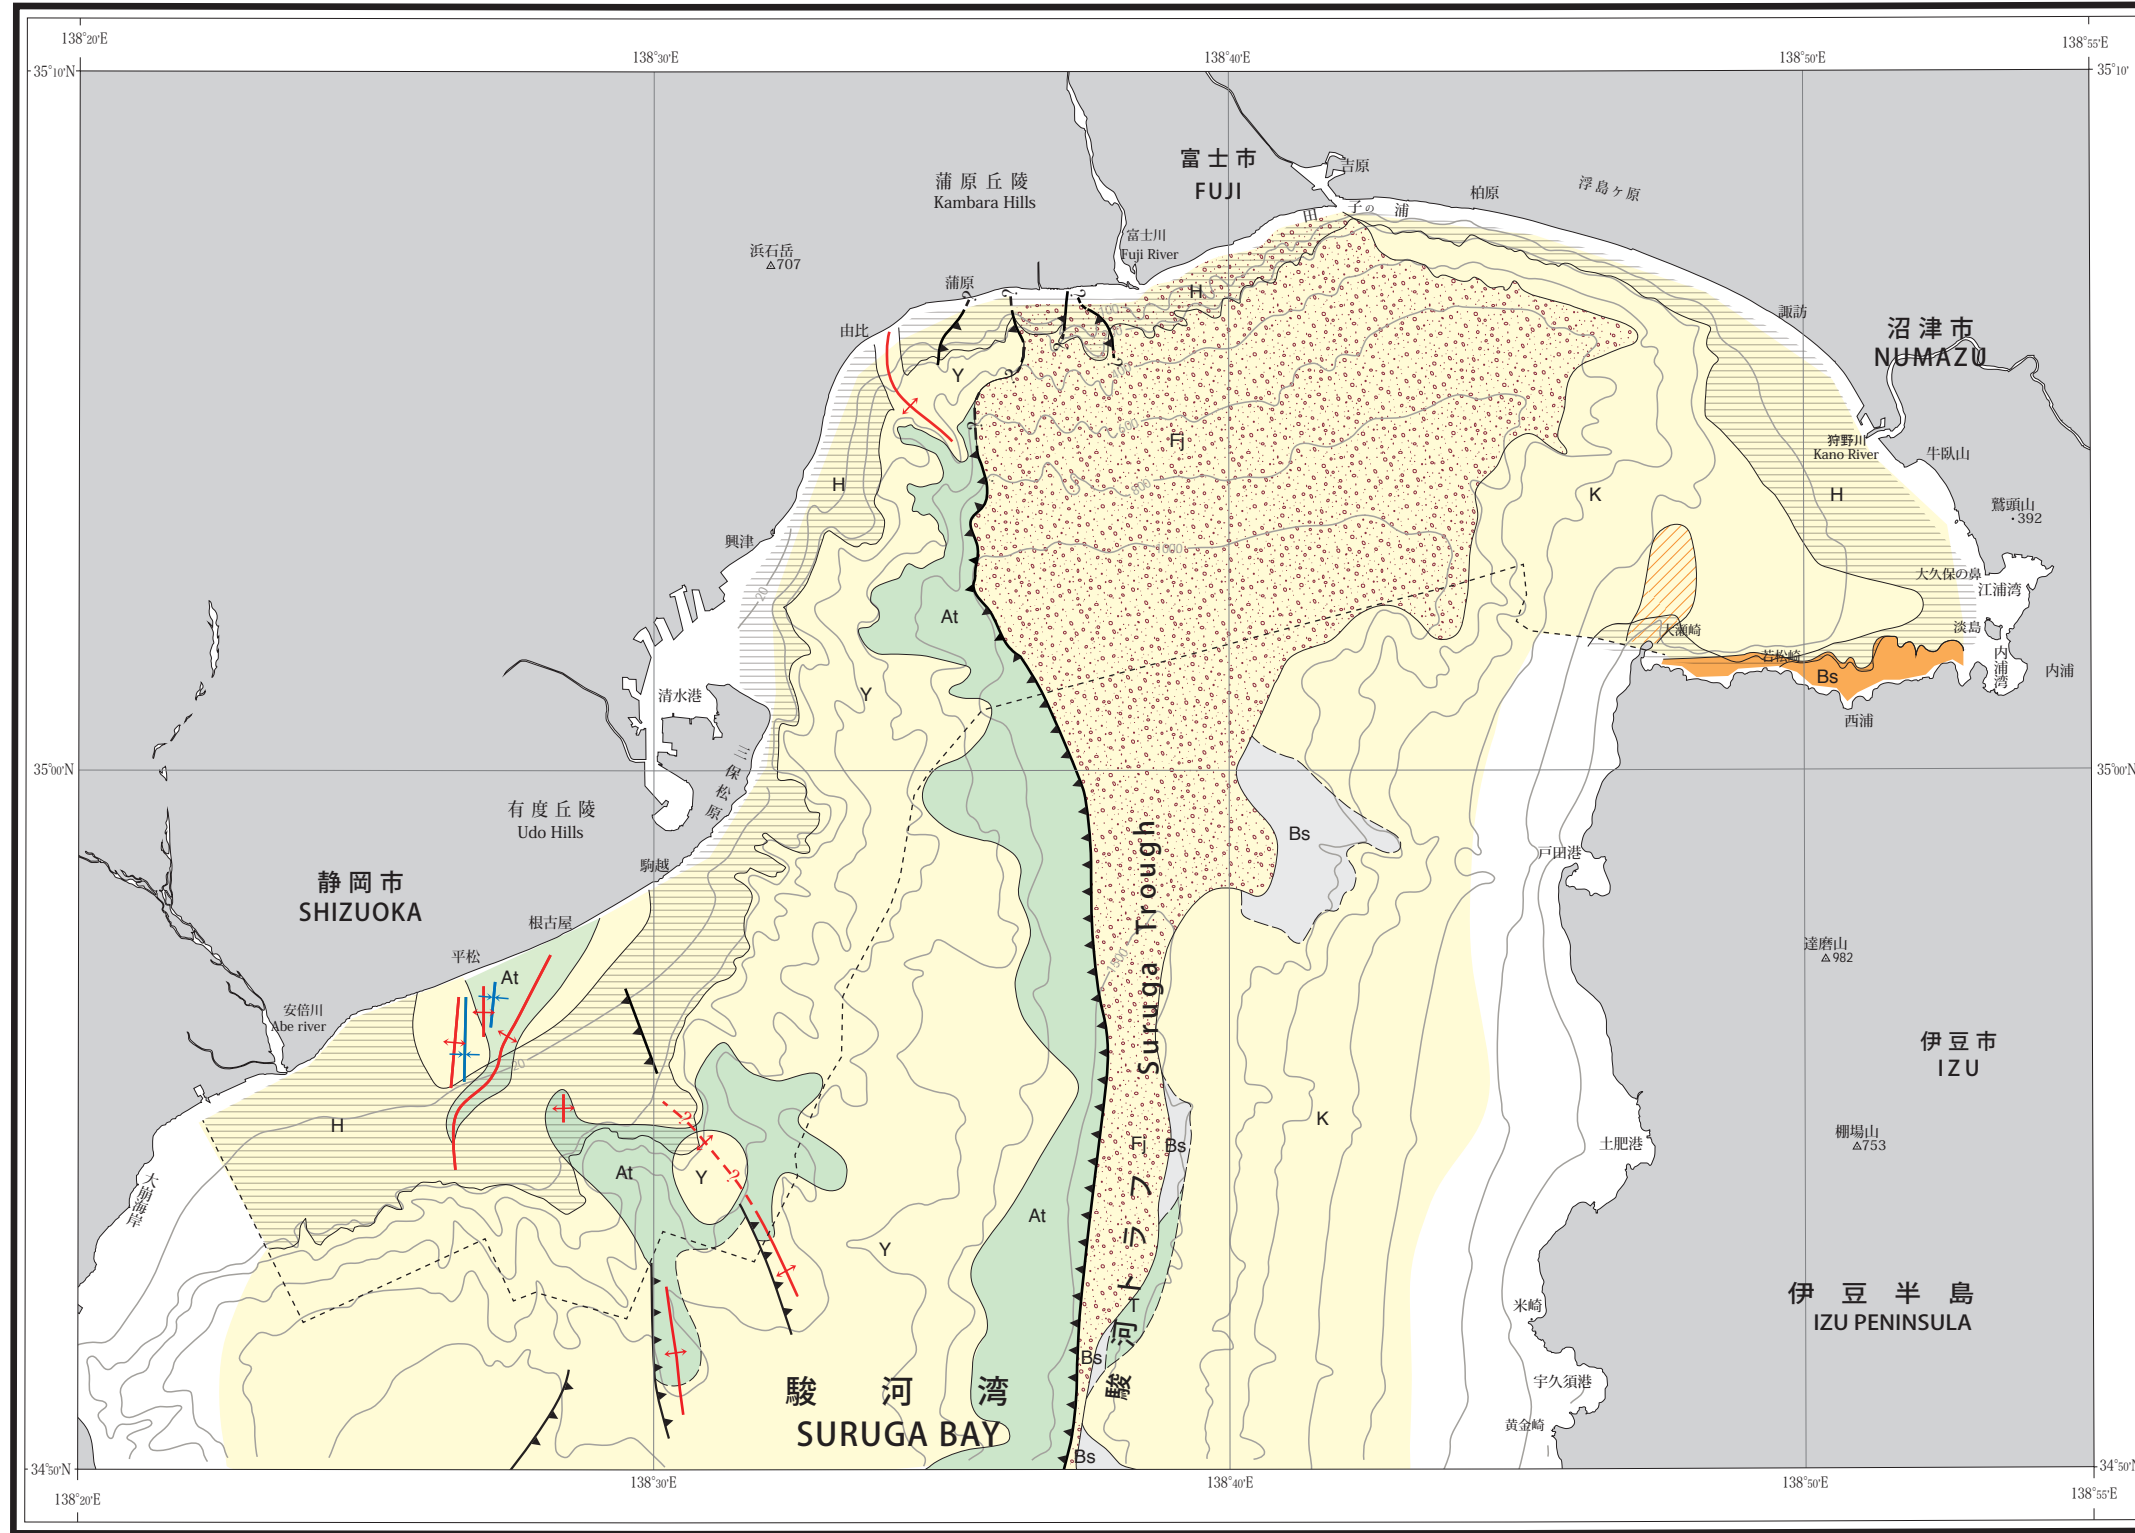 138°20'E
138°30'E
138°40'E
138°50'E
138°55'E
35°10'N
35°10'
富士市
FUJI
吉原
柏原
浮島ヶ原
蒲原丘陵
Kambara Hills
田子の浦
富士川
Fuji River
浜石岳
707
蒲原
?
?
?
H
100
諏訪
沼津市
NUMAZU
由比
?
?
?
Y
400
?
600
Fj
狩野川
Kano River
牛臥山
H
800
K
H
鷲頭山
392
興津
1000
大久保の鼻
江浦湾
20
At
淡島
大瀬崎
若松崎
内浦湾
内浦
Bs
清水港
Y
西浦
三保松原
35°00'N
35°00'N
有度丘陵
Udo Hills
Bs
Suruga Trough
戸田港
駒越
静岡市
SHIZUOKA
根古屋
平松
At
達磨山
982
1500
安倍川
Abe river
伊豆市
IZU
20
H
?
K
Fj
Bs
土肥港
棚場山
753
At
Y
?
大崩海岸
At
Y
駿河トラフ
T
伊豆半島
IZU PENINSULA
米崎
Bs
宇久須港
駿河湾
SURUGA BAY
黄金崎
Bs
34°50'N
34°50'N
138°20'E
138°30'E
138°40'E
138°50'E
138°55'E